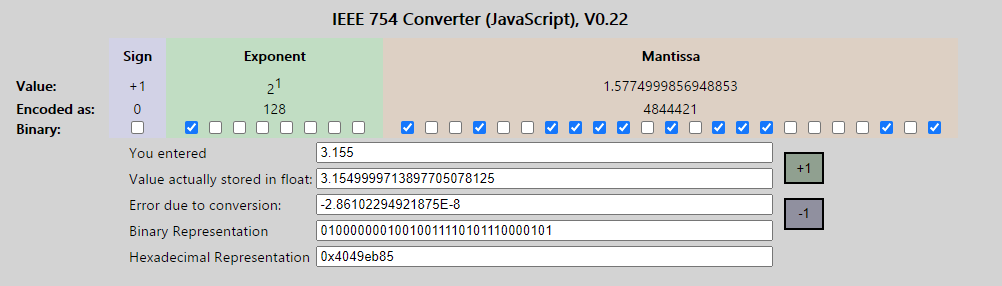 IEEE 754 Converter (JavaScript), V0.22
Sign Exponent Mantissa
Value: +1 2^1 1.5774999856948853
Encoded as: 0 128 4844421
Binary:
You entered 3.155
Value actually stored in float: 3.1549999713897705078125
Error due to conversion: -2.86102294921875E-8
Binary Representation 01000000010010011110101110000101
Hexadecimal Representation 0x4049eb85
+1
-1